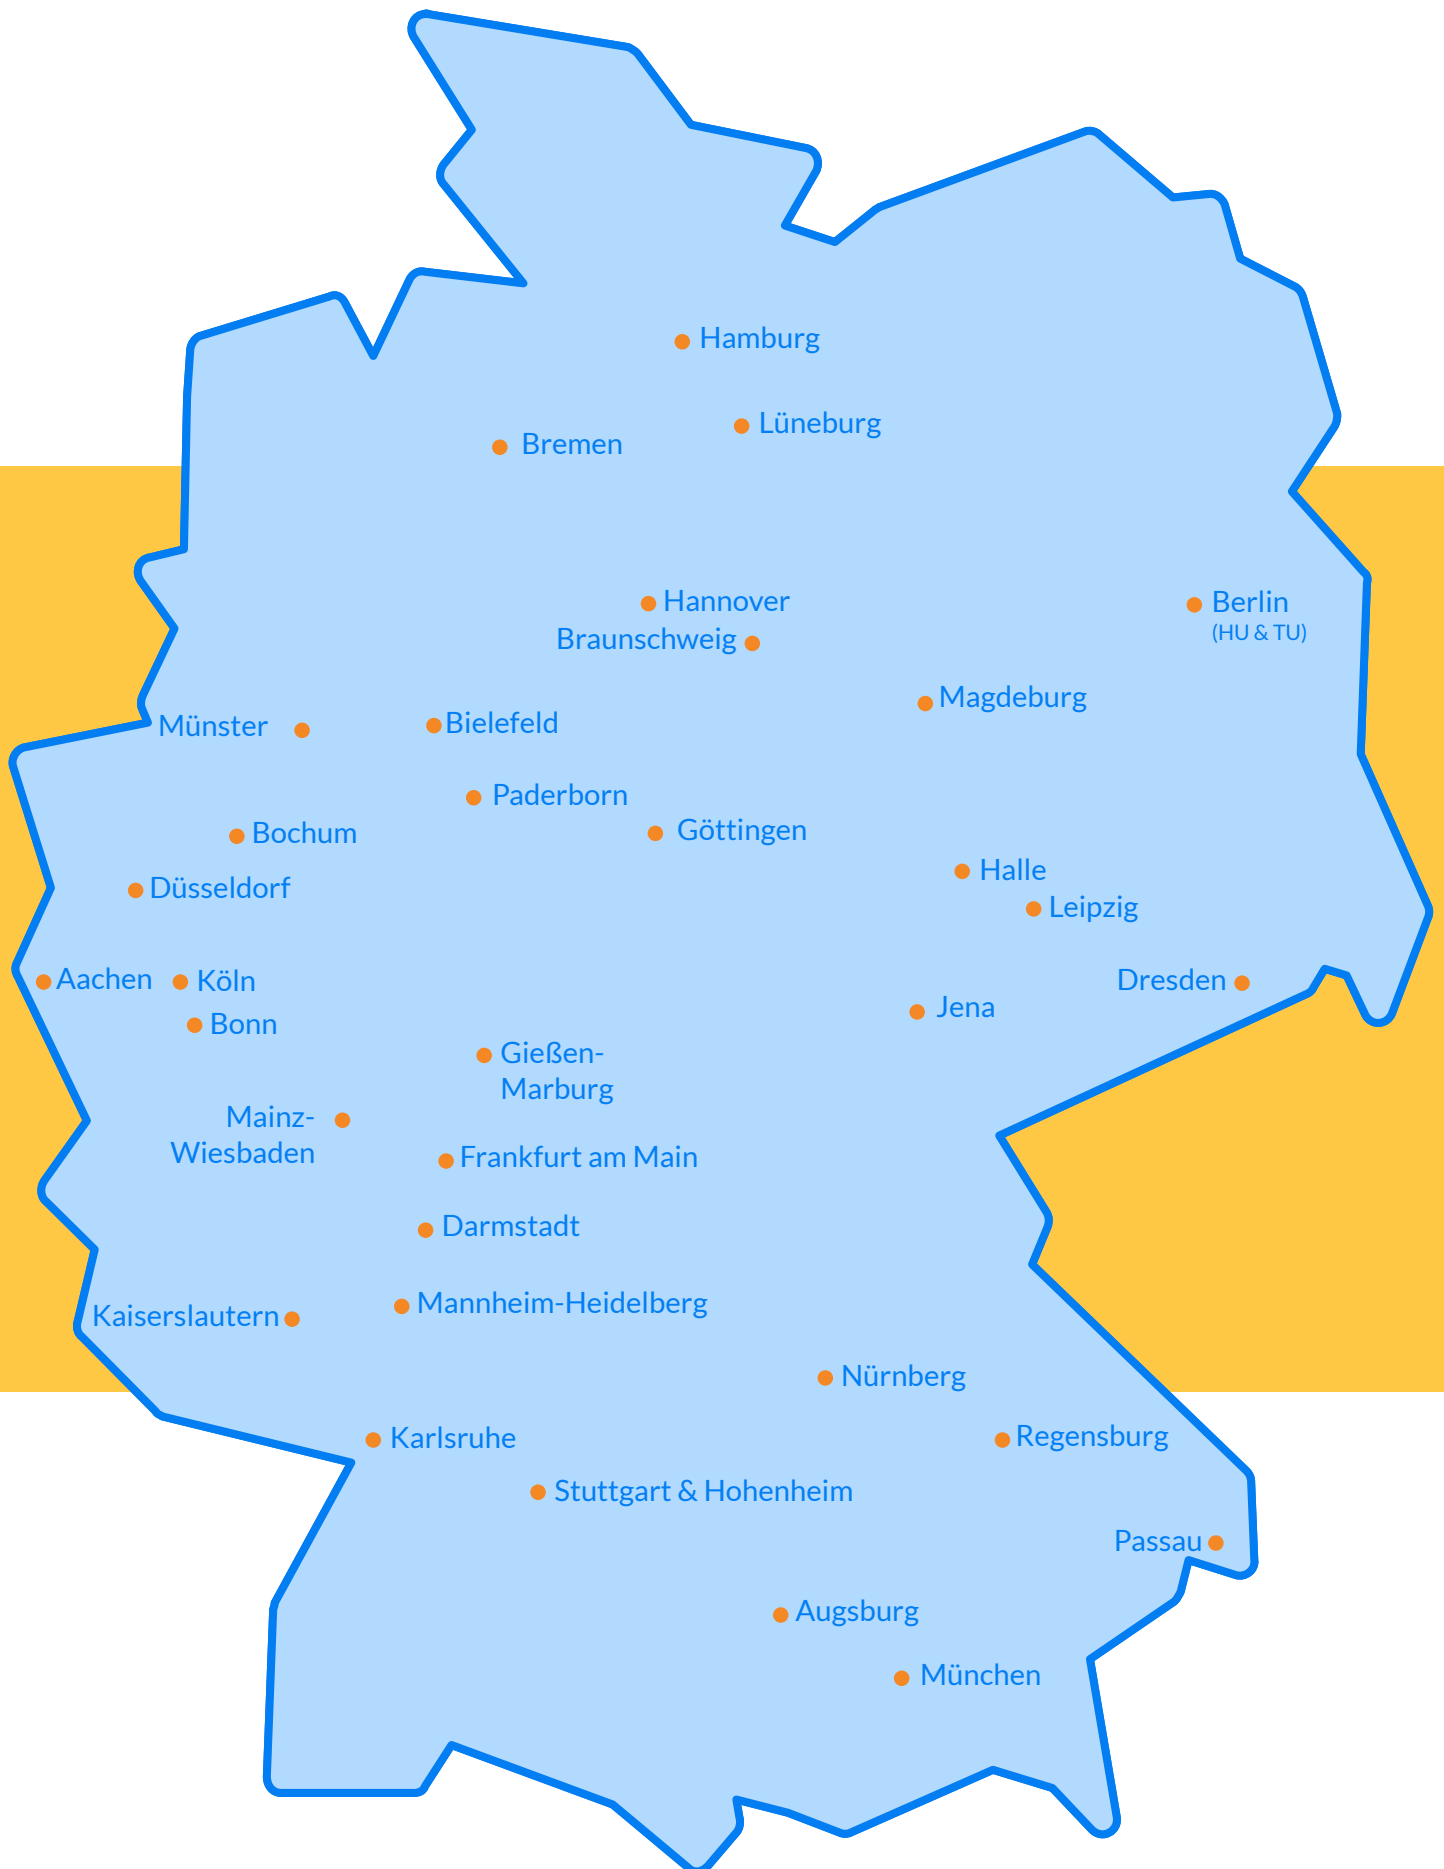 Hamburg
Lüneburg
Bremen
Hannover
Berlin
(HU & TU)
Braunschweig
Magdeburg
Münster
Bielefeld
Paderborn
Göttingen
Bochum
Halle
Düsseldorf
Leipzig
Aachen
Köln
Dresden
Jena
Bonn
Gießen-
Marburg
Mainz-
Wiesbaden
Frankfurt am Main
Darmstadt
Mannheim-Heidelberg
Kaiserslautern
Nürnberg
Karlsruhe
Regensburg
Stuttgart & Hohenheim
Passau
Augsburg
München